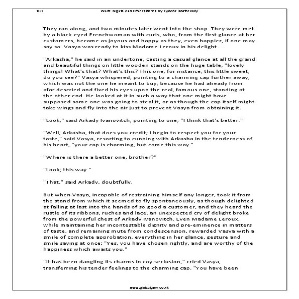 They ran along, and two minutes later went into the shop. They were met
by a black-eyed Frenchwoman with curls, who, from the first glance at her
customers, became as joyous and happy as they, even happier, if one may
say so. Vasya was ready to kiss Madame Leroux in his delight.
"Arkasha," he said in an undertone, casting a casual glance at all the grand
and beautiful things on little wooden stands on the huge table, "lovely
things! What's that? What's this? This one, for instance, this little sweet,
do you see?" Vasya whispered, pointing to a charming cap further away,
which was not the one he meant to buy, because he had already from
afar descried and fixed his eyes upon the real, famous one, standing at
the other end. He looked at it in such a way that one might have
supposed some one was going to steal it, or as though the cap itself might
take wings and fly into the air just to prevent Vasya from obtaining it.
"Look," said Arkady Ivanovitch, pointing to one, "I think that's better."
"Well, Arkasha, that does you credit; I begin to respect you for your
taste," said Vasya, resorting to cunning with Arkasha in the tenderness of
his heart, "your cap is charming, but come this way."
"Where is there a better one, brother?"
"Look; this way."
"That," said Arkady, doubtfully.
But when Vasya, incapable of restraining himself any longer, took it from
the stand from which it seemed to fly spontaneously, as though delighted
at falling at last into the hands of so good a customer, and they heard the
rustle of its ribbons, ruches and lace, an unexpected cry of delight broke
from the powerful chest of Arkady Ivanovitch. Even Madame Leroux,
while maintaining her incontestable dignity and pre-eminence in matters
of taste, and remaining mute from condescension, rewarded Vasya with a
smile of complete approbation, everything in her glance, gesture and
smile saying at once: "Yes, you have chosen rightly, and are worthy of the
happiness which awaits you."
"It has been dangling its charms in coy seclusion," cried Vasya,
transferring his tender feelings to the charming cap. "You have been